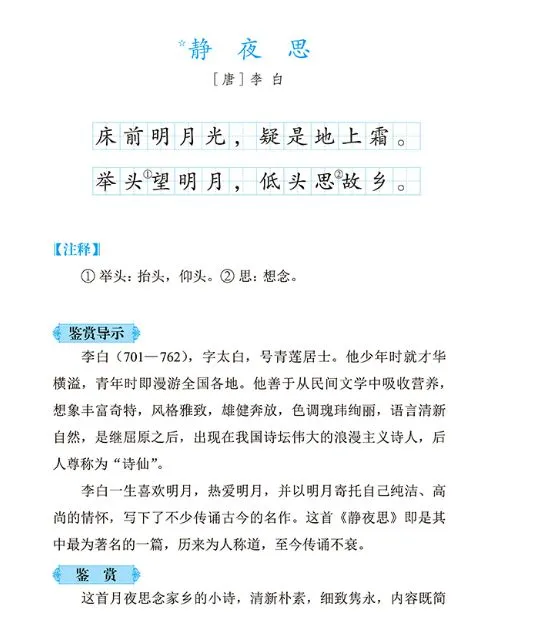 ☆静夜思
[唐]李白
床前明月光，疑是地上霜。
举头①望明月，低头思②故乡。
【注释】
①举头：抬头，仰头。②思：想念。
鉴赏导示
李白（701—762），字太白，号青莲居士。他少年时就才华
横溢，青年时即漫游全国各地。他善于从民间文学中吸收营养，
想象丰富奇特，风格雅致，雄健奔放，色调瑰玮绚丽，语言清新
自然，是继屈原之后，出现在我国诗坛伟大的浪漫主义诗人，后
人尊称为“诗仙”。
李白一生喜欢明月，热爱明月，并以明月寄托自己纯洁、高
尚的情怀，写下了不少传诵古今的名作。这首《静夜思》即是其
中最为著名的一篇，历来为人称道，至今传诵不衰。
鉴赏
这首月夜思念家乡的小诗，清新朴素，细致隽永，内容既简